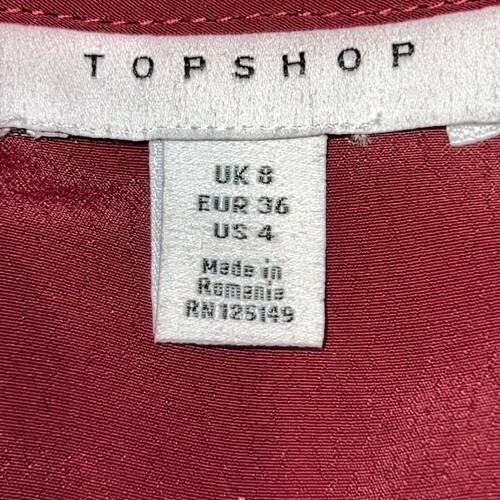 TOPSHOP
UK 8
EUR 36
US 4
Made in
Romania
RN 125149